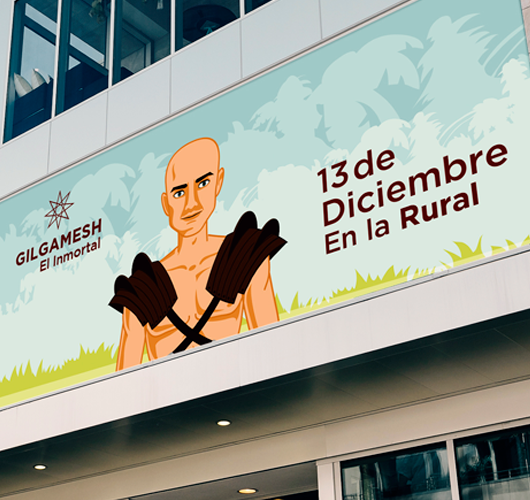 GILGAMESH
El Inmortal
13 de
Diciembre
En la Rural